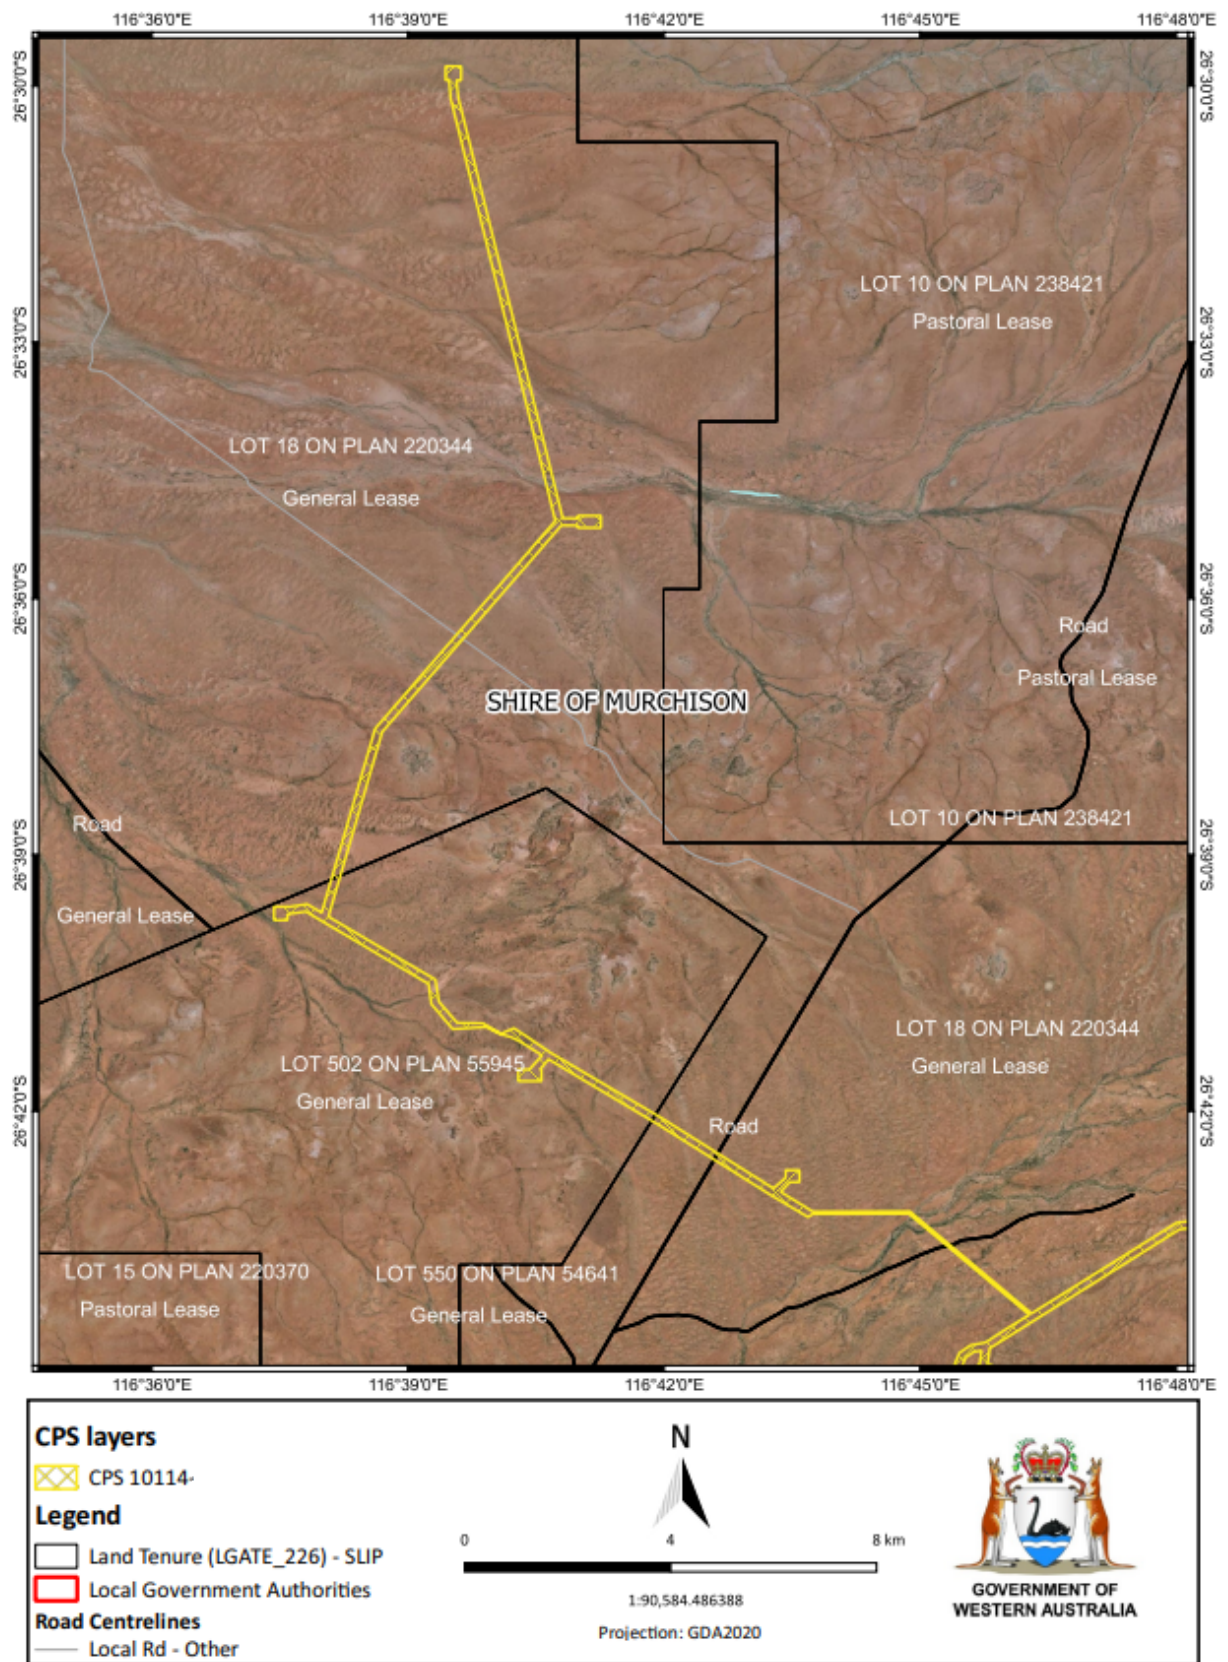 116°36'0"E
116°39'0"E
116°42'0"E
116°45'0"E
116°48'0"E
26°30'0"S
26°30'0"S
LOT 10 ON PLAN 238421
Pastoral Lease
26°33'0"S
26°33'0"S
LOT 18 ON PLAN 220344
General Lease
26°36'0"S
26°36'0"S
Road
Pastoral Lease
SHIRE OF MURCHISON
LOT 10 ON PLAN 238421
Road
26°39'0"S
26°39'0"S
General Lease
LOT 18 ON PLAN 220344
General Lease
LOT 502 ON PLAN 55945
General Lease
26°42'0"S
26°42'0"S
Road
LOT 15 ON PLAN 220370
Pastoral Lease
LOT 550 ON PLAN 54641
General Lease
116°36'0"E
116°39'0"E
116°42'0"E
116°45'0"E
116°48'0"E
CPS layers
CPS 10114-
Legend
Land Tenure (LGATE_226) - SLIP
Local Government Authorities
Road Centrelines
Local Rd - Other
N
0
4
8 km
1:90,584.486388
Projection: GDA2020
GOVERNMENT OF
WESTERN AUSTRALIA